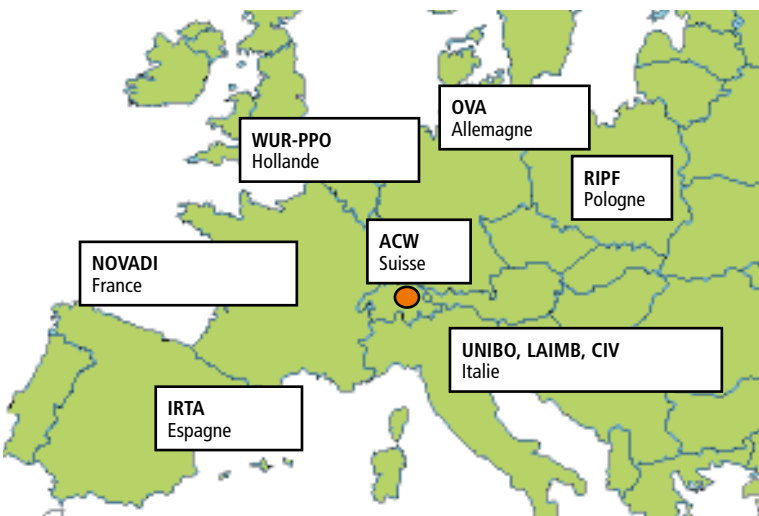 OVA
Allemagne
WUR-PPO
Hollande
RIPF
Pologne
ACW
Suisse
NOVADI
France
UNIBO, LAIMB, CIV
Italie
IRTA
Espagne